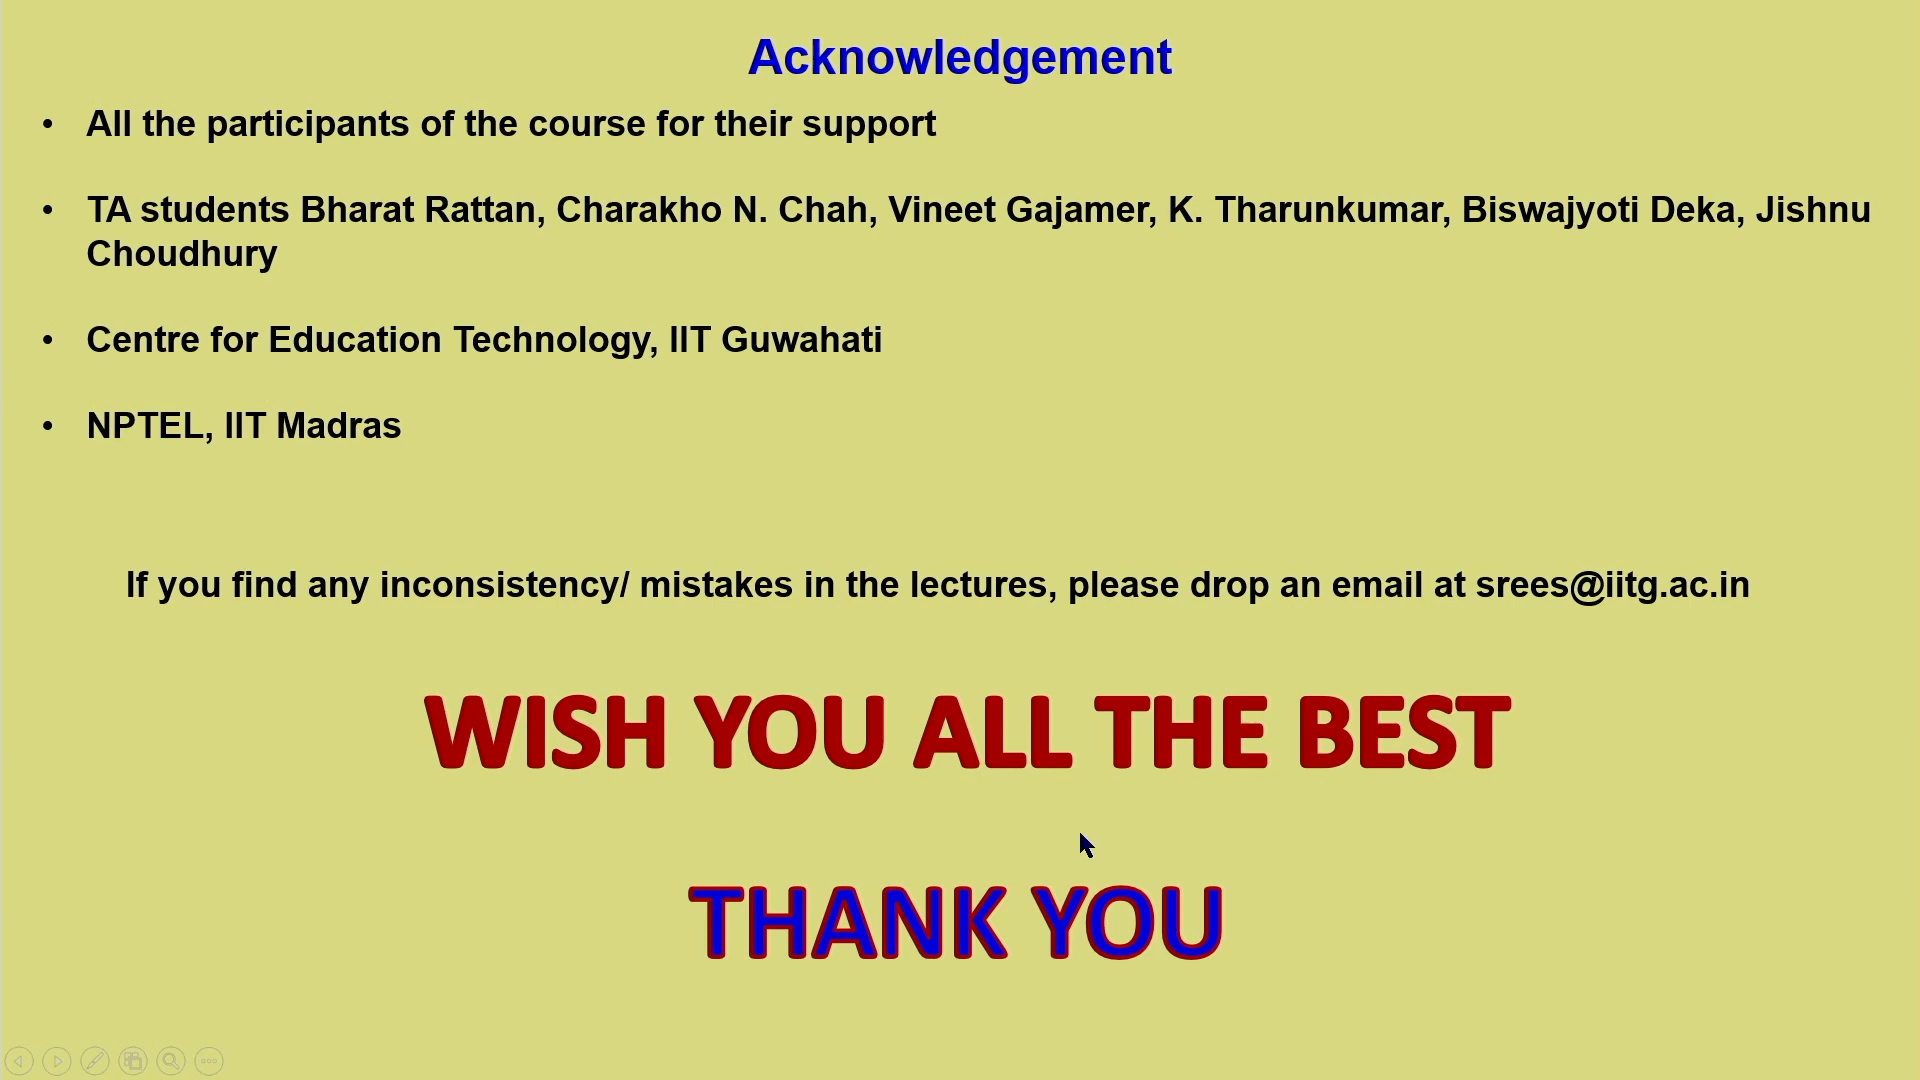 Acknowledgement
• All the participants of the course for their support
• TA students Bharat Rattan, Charakho N. Chah, Vineet Gajamer, K. Tharunkumar, Biswajyoti Deka, Jishnu
Choudhury
• Centre for Education Technology, IIT Guwahati
• NPTEL, IIT Madras
If you find any inconsistency/ mistakes in the lectures, please drop an email at srees@iitg.ac.in
WISH YOU ALL THE BEST
THANK YOU